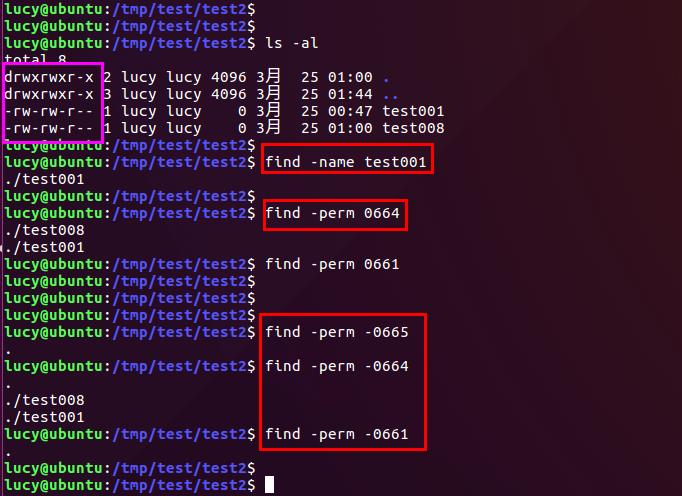 lucy@ubuntu:/tmp/test/test2$
lucy@ubuntu:/tmp/test/test2$
lucy@ubuntu:/tmp/test/test2$ ls -al
total 8
drwxrwxr-x 2 lucy lucy 4096 3月  25 01:00 .
drwxrwxr-x 3 lucy lucy 4096 3月  25 01:44 ..
-rw-rw-r-- 1 lucy lucy    0 3月  25 00:47 test001
-rw-rw-r-- 1 lucy lucy    0 3月  25 01:00 test008
lucy@ubuntu:/tmp/test/test2$
lucy@ubuntu:/tmp/test/test2$ find -name test001
./test001
lucy@ubuntu:/tmp/test/test2$
lucy@ubuntu:/tmp/test/test2$ find -perm 0664
./test008
./test001
lucy@ubuntu:/tmp/test/test2$ find -perm 0661
lucy@ubuntu:/tmp/test/test2$
lucy@ubuntu:/tmp/test/test2$
lucy@ubuntu:/tmp/test/test2$
lucy@ubuntu:/tmp/test/test2$ find -perm -0665
.
lucy@ubuntu:/tmp/test/test2$ find -perm -0664
.
./test008
./test001
lucy@ubuntu:/tmp/test/test2$ find -perm -0661
.
lucy@ubuntu:/tmp/test/test2$
lucy@ubuntu:/tmp/test/test2$